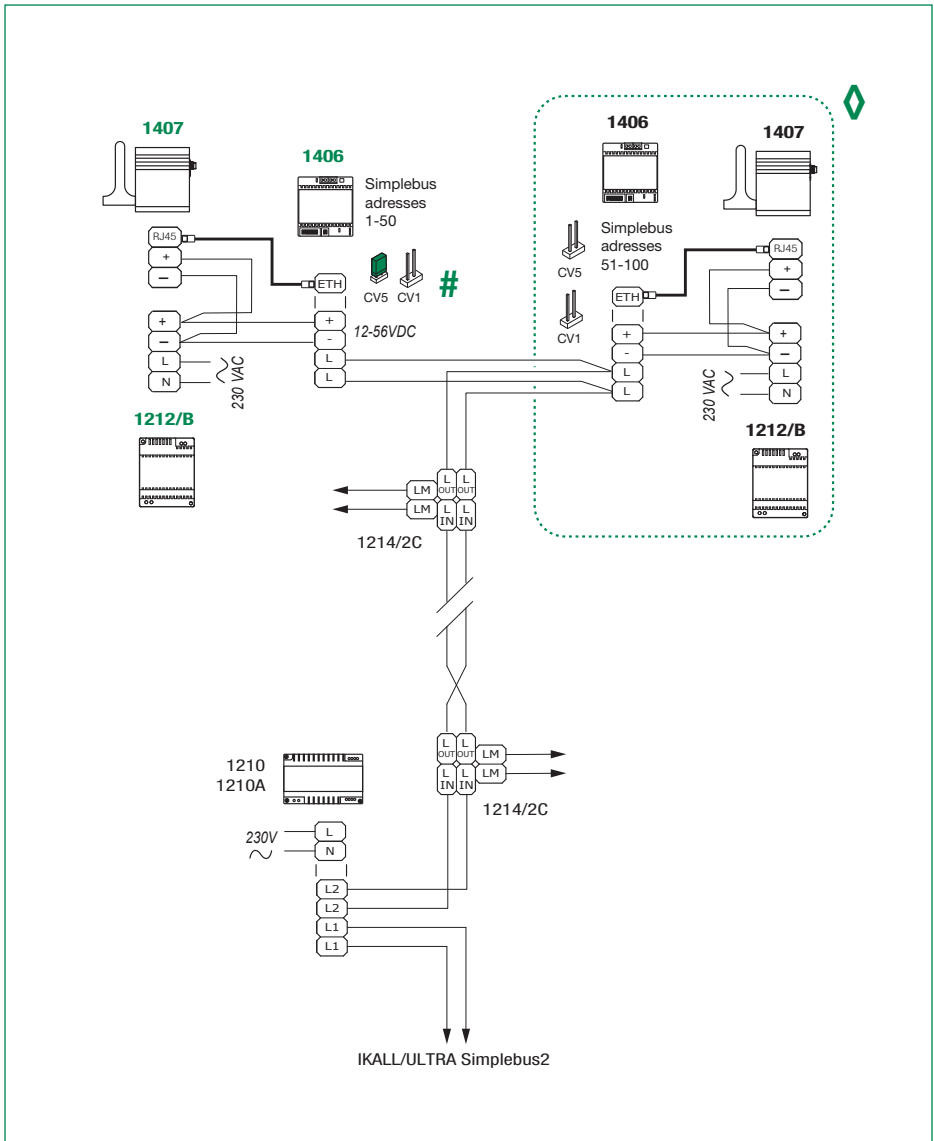 1407
1406
Simplebus
adresses
1-50
RJ45
+
–
ETH
CV5 CV1 #
+
–
L
N
230 VAC
+
-
L
L
12-56VDC
1212/B
◊
1406
1407
Simplebus
adresses
51-100
CV5
CV1
RJ45
+
–
ETH
+
-
L
L
+
–
L
N
230 VAC
1212/B
LM
LM
L OUT
L OUT
L IN
L IN
1214/2C
L OUT
L OUT
L IN
L IN
LM
LM
1214/2C
1210
1210A
230V
L
N
L2
L2
L1
L1
IKALL/ULTRA Simplebus2